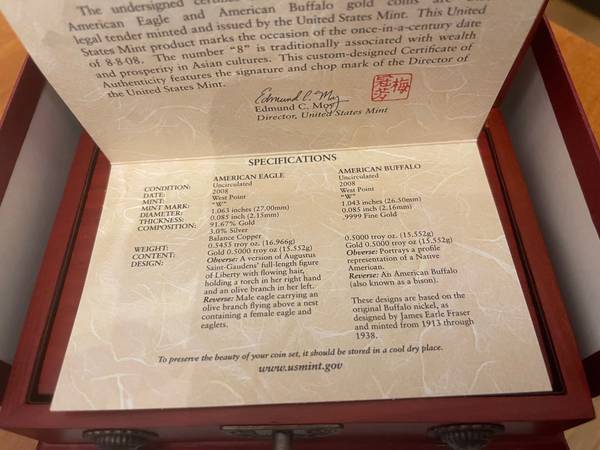 The undersigned
American Eagle and American Buffalo gold coins are
legal tender minted and issued by the United States Mint. This United
States Mint product marks the occasion of the once-in-a-century date
of 8-8-08. The number “8” is traditionally associated with wealth
and prosperity in Asian cultures. This custom-designed Certificate of
Authenticity features the signature and chop mark of the Director of
the United States Mint.
Edmund C. Moy
Edmund C. Moy
Director, United States Mint
SPECIFICATIONS
AMERICAN EAGLE AMERICAN BUFFALO
CONDITION: Uncirculated Uncirculated
DATE: 2008 2008
MINT: West Point West Point
MINT MARK: "W" "W"
DIAMETER: 1.063 inches (27.00mm) 1.043 inches (26.50mm)
THICKNESS: 0.085 inch (2.15mm) 0.085 inch (2.16mm)
COMPOSITION: 91.67% Gold .9999 Fine Gold
3.0% Silver
Balance Copper
WEIGHT: 0.5455 troy oz. (16.966g) 0.5000 troy oz. (15.552g)
CONTENT: Gold 0.5000 troy oz. (15.552g) Gold 0.5000 troy oz. (15.552g)
DESIGN: Obverse: A version of Augustus Obverse: Portrays a profile
Saint-Gaudens' full-length figure representation of a Native
of Liberty with flowing hair, American.
holding a torch in her right hand Reverse: An American Buffalo
and an olive branch in her left. (also known as a bison).
Reverse: Male eagle carrying an
olive branch flying above a nest These designs are based on the
containing a female eagle and original Buffalo nickel, as
eaglets. designed by James Earle Fraser
and minted from 1913 through
1938.
To preserve the beauty of your coin set, it should be stored in a cool dry place.
www.usmint.gov